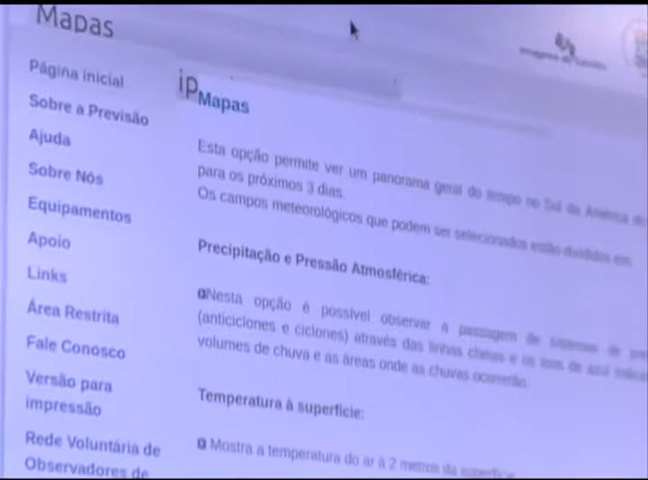 Mapas
Página inicial
Sobre a Previsão
Ajuda
Sobre Nós
Equipamentos
Apoio
Links
Área Restrita
Fale Conosco
Versão para
impressão
Rede Voluntária de
Observadores de
ip
Mapas
Esta opção permite ver um panorama geral do tempo no Sul da América do
para os próximos 3 dias.
Os campos meteorológicos que podem ser selecionados estão divididos em
Precipitação e Pressão Atmosférica:
Nesta opção é possível observar a passagem de sistemas de
(anticiclones e ciclones) através das linhas cheias e os tons de azul
volumes de chuva e as áreas onde as chuvas ocorrerão.
Temperatura à superfície:
Mostra a temperatura do ar à 2 metros da superfície